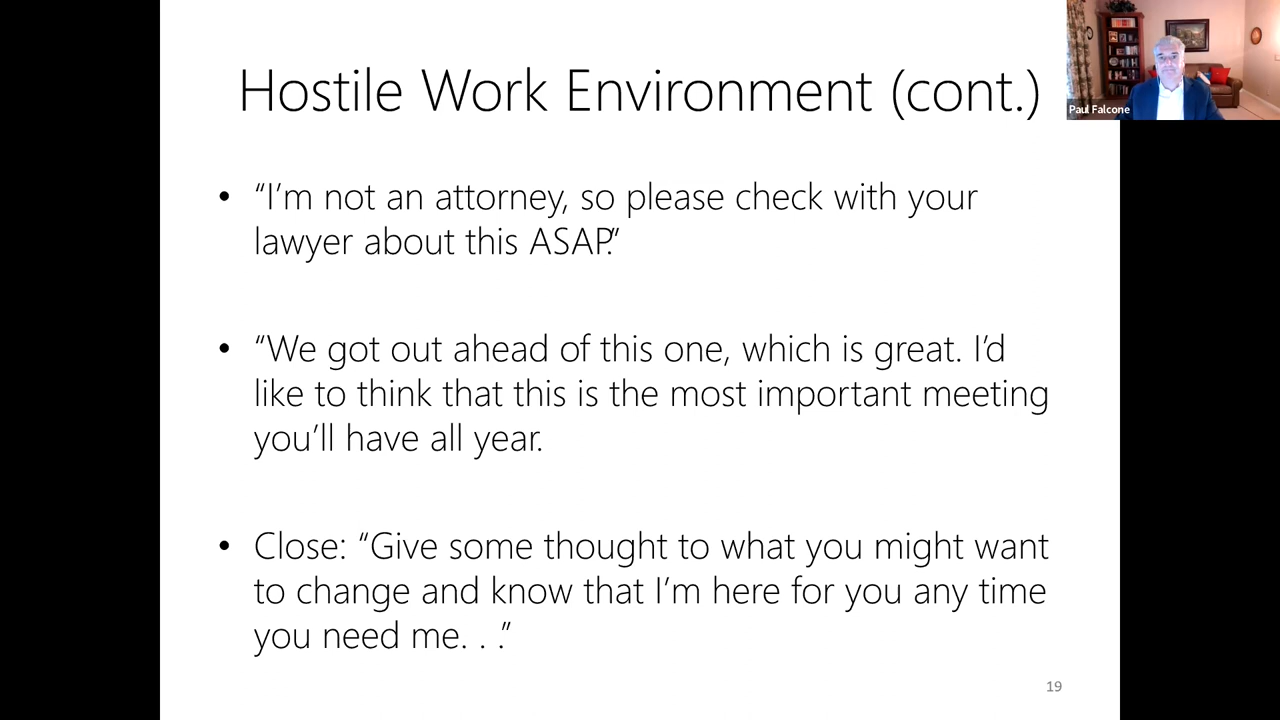 Hostile Work Environment (cont.)
Paul Falcone
• “I’m not an attorney, so please check with your
lawyer about this ASAP.”
• “We got out ahead of this one, which is great. I’d
like to think that this is the most important meeting
you’ll have all year.
• Close: “Give some thought to what you might want
to change and know that I’m here for you any time
you need me. . .”
19